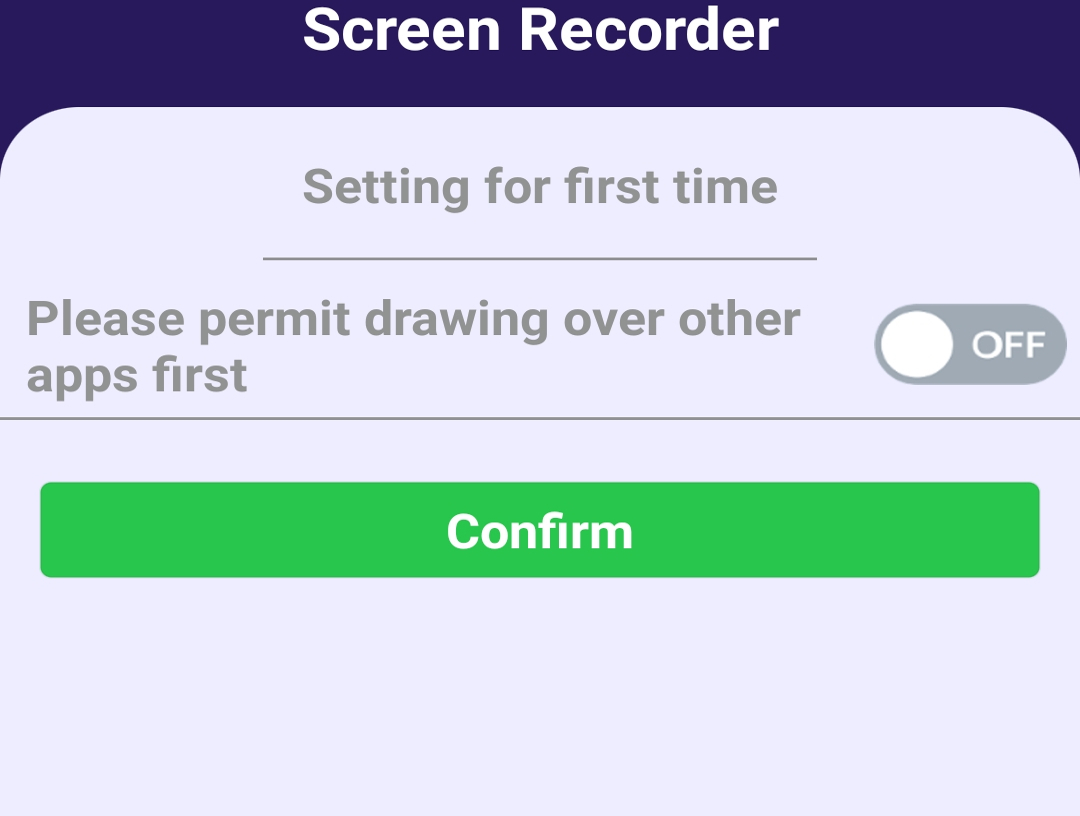 Screen Recorder
Setting for first time
Please permit drawing over other
apps first
OFF
Confirm